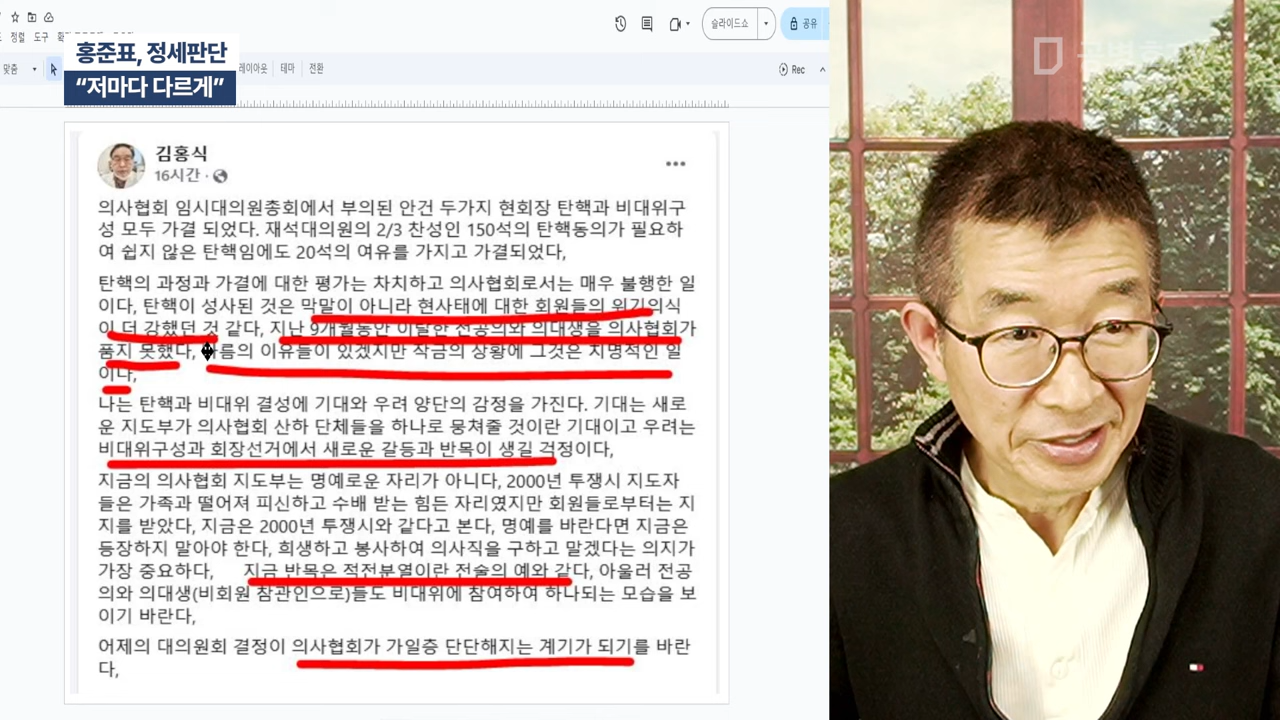 정렬 도구
홍준표, 정세판단
“저마다 다르게”
맞춤
레이아웃 테마 전환
슬라이드쇼
공유
Rec
김홍식
16시간
의사협회 임시대의원총회에서 부의된 안건 두가지 현회장 탄핵과 비대위구
성 모두 가결 되었다. 재석대의원의 2/3 찬성인 150석의 탄핵동의가 필요하
여 쉽지 않은 탄핵임에도 20석의 여유를 가지고 가결되었다,
탄핵의 과정과 가결에 대한 평가는 차치하고 의사협회로서는 매우 불행한 일
이다, 탄핵이 성사된 것은 막말이 아니라 현사태에 대한 회원들의 위기의식
이 더 강했던 것 같다, 지난 9개월동안 이탈한 전공의와 의대생을 의사협회가
품지 못했다, 름의 이유들이 있겠지만 작금의 상황에 그것은 치명적인 일
이다,
나는 탄핵과 비대위 결성에 기대와 우려 양단의 감정을 가진다. 기대는 새로
운 지도부가 의사협회 산하 단체들을 하나로 뭉쳐줄 것이란 기대이고 우려는
비대위구성과 회장선거에서 새로운 갈등과 반목이 생길 걱정이다,
지금의 의사협회 지도부는 명예로운 자리가 아니다, 2000년 투쟁시 지도자
들은 가족과 떨어져 피신하고 수배 받는 힘든 자리였지만 회원들로부터는 지
지를 받았다, 지금은 2000년 투쟁시와 같다고 본다, 명예를 바란다면 지금은
등장하지 말아야 한다, 희생하고 봉사하여 의사직을 구하고 말겠다는 의지가
가장 중요하다, 지금 반목은 적전분열이란 전술의 예와 같다, 아울러 전공
의와 의대생(비회원 참관인으로)들도 비대위에 참여하여 하나되는 모습을 보
이기 바란다,
어제의 대의원회 결정이 의사협회가 가일층 단단해지는 계기가 되기를 바란
다,